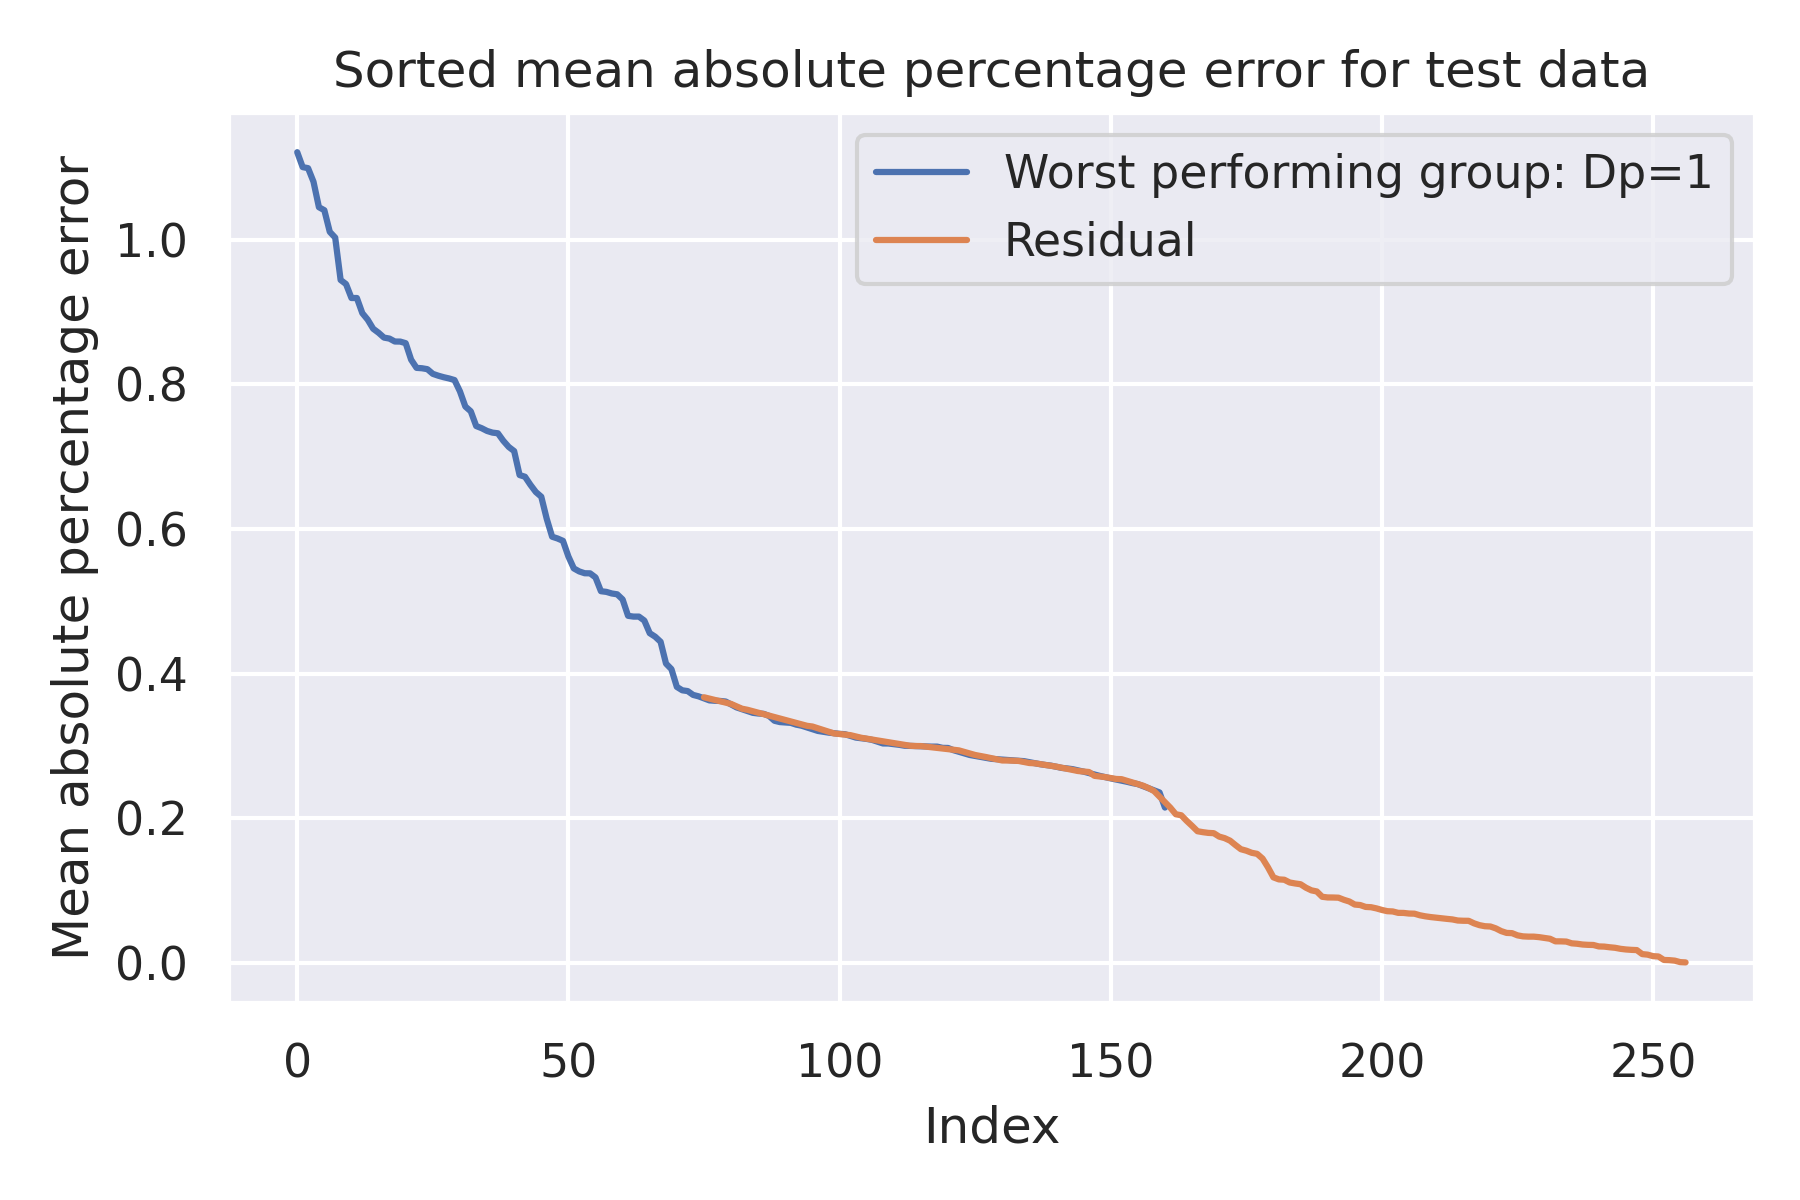 Sorted mean absolute percentage error for test data
Worst performing group: Dp=1
Residual
Mean absolute percentage error
1.0
0.8
0.6
0.4
0.2
0.0
0 50 100 150 200 250
Index